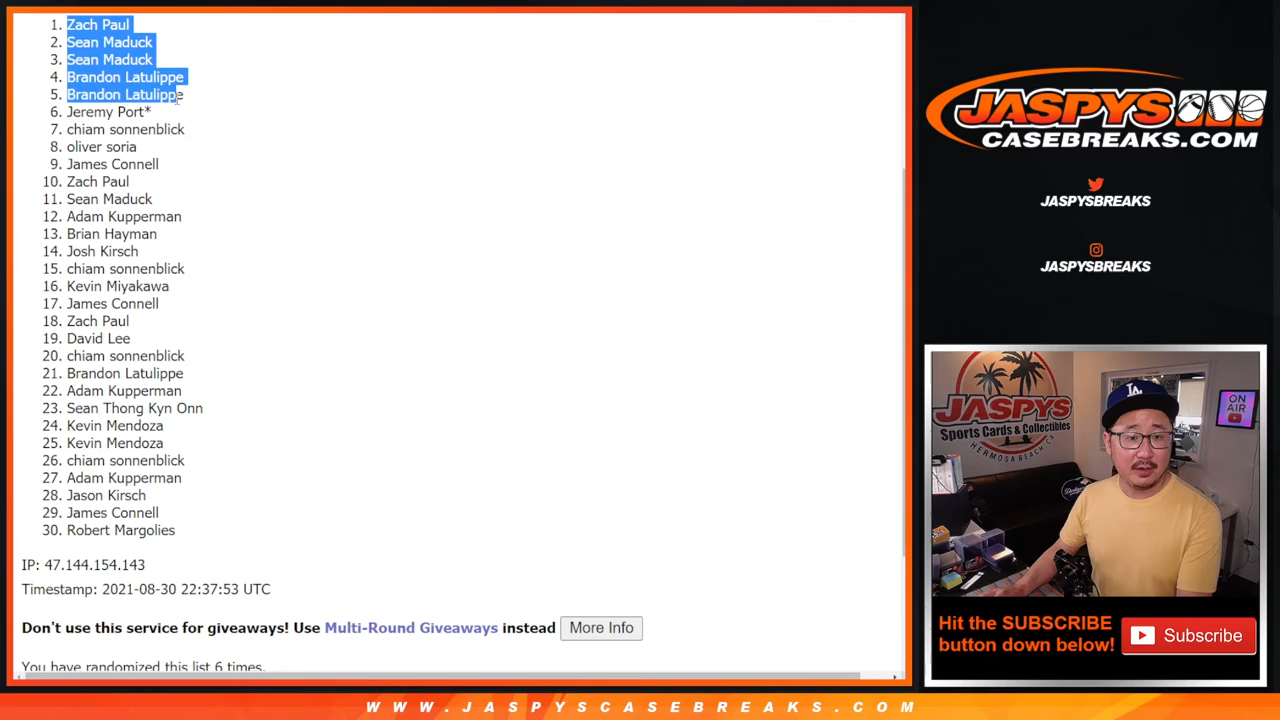 1. Zach Paul
2. Sean Maduck
3. Sean Maduck
4. Brandon Latulippe
5. Brandon Latulippe
6. Jeremy Port*
7. chiam sonnenblick
8. oliver soria
9. James Connell
10. Zach Paul
11. Sean Maduck
12. Adam Kupperman
13. Brian Hayman
14. Josh Kirsch
15. chiam sonnenblick
16. Kevin Miyakawa
17. James Connell
18. Zach Paul
19. David Lee
20. chiam sonnenblick
21. Brandon Latulippe
22. Adam Kupperman
23. Sean Thong Kyn Onn
24. Kevin Mendoza
25. Kevin Mendoza
26. chiam sonnenblick
27. Adam Kupperman
28. Jason Kirsch
29. James Connell
30. Robert Margolies
IP: 47.144.154.143
Timestamp: 2021-08-30 22:37:53 UTC
Don't use this service for giveaways! Use Multi-Round Giveaways instead More Info
You have randomized this list 6 times.
JASPYS
CASEBREAKS.COM
JASPYSBREAKS
JASPYSBREAKS
JASPYS
Sports Cards & Collectibles
HERMOSA BEACH, CA
LA
ON
AIR
Dodgers
Hit the SUBSCRIBE
button down below!
Subscribe
WWW.JASPYSCASEBREAKS.COM